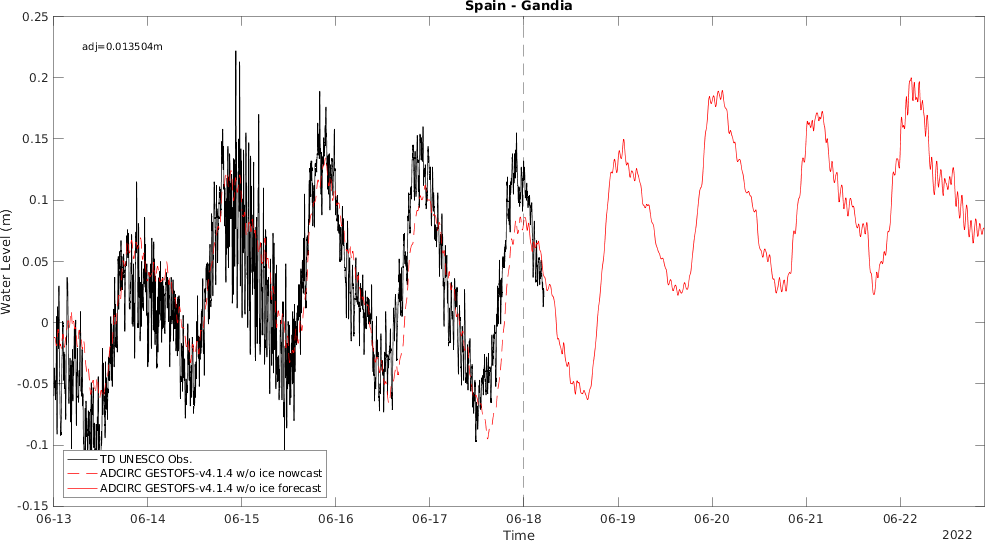 Spain - Gandia
adj=0.013504m
0.25
0.2
0.15
0.1
0.05
0
-0.05
-0.1
-0.15
Water Level (m)
TD UNESCO Obs.
ADCIRC GESTOFS-v4.1.4 w/o ice nowcast
ADCIRC GESTOFS-v4.1.4 w/o ice forecast
06-13 06-14 06-15 06-16 06-17 06-18 06-19 06-20 06-21 06-22
Time
2022